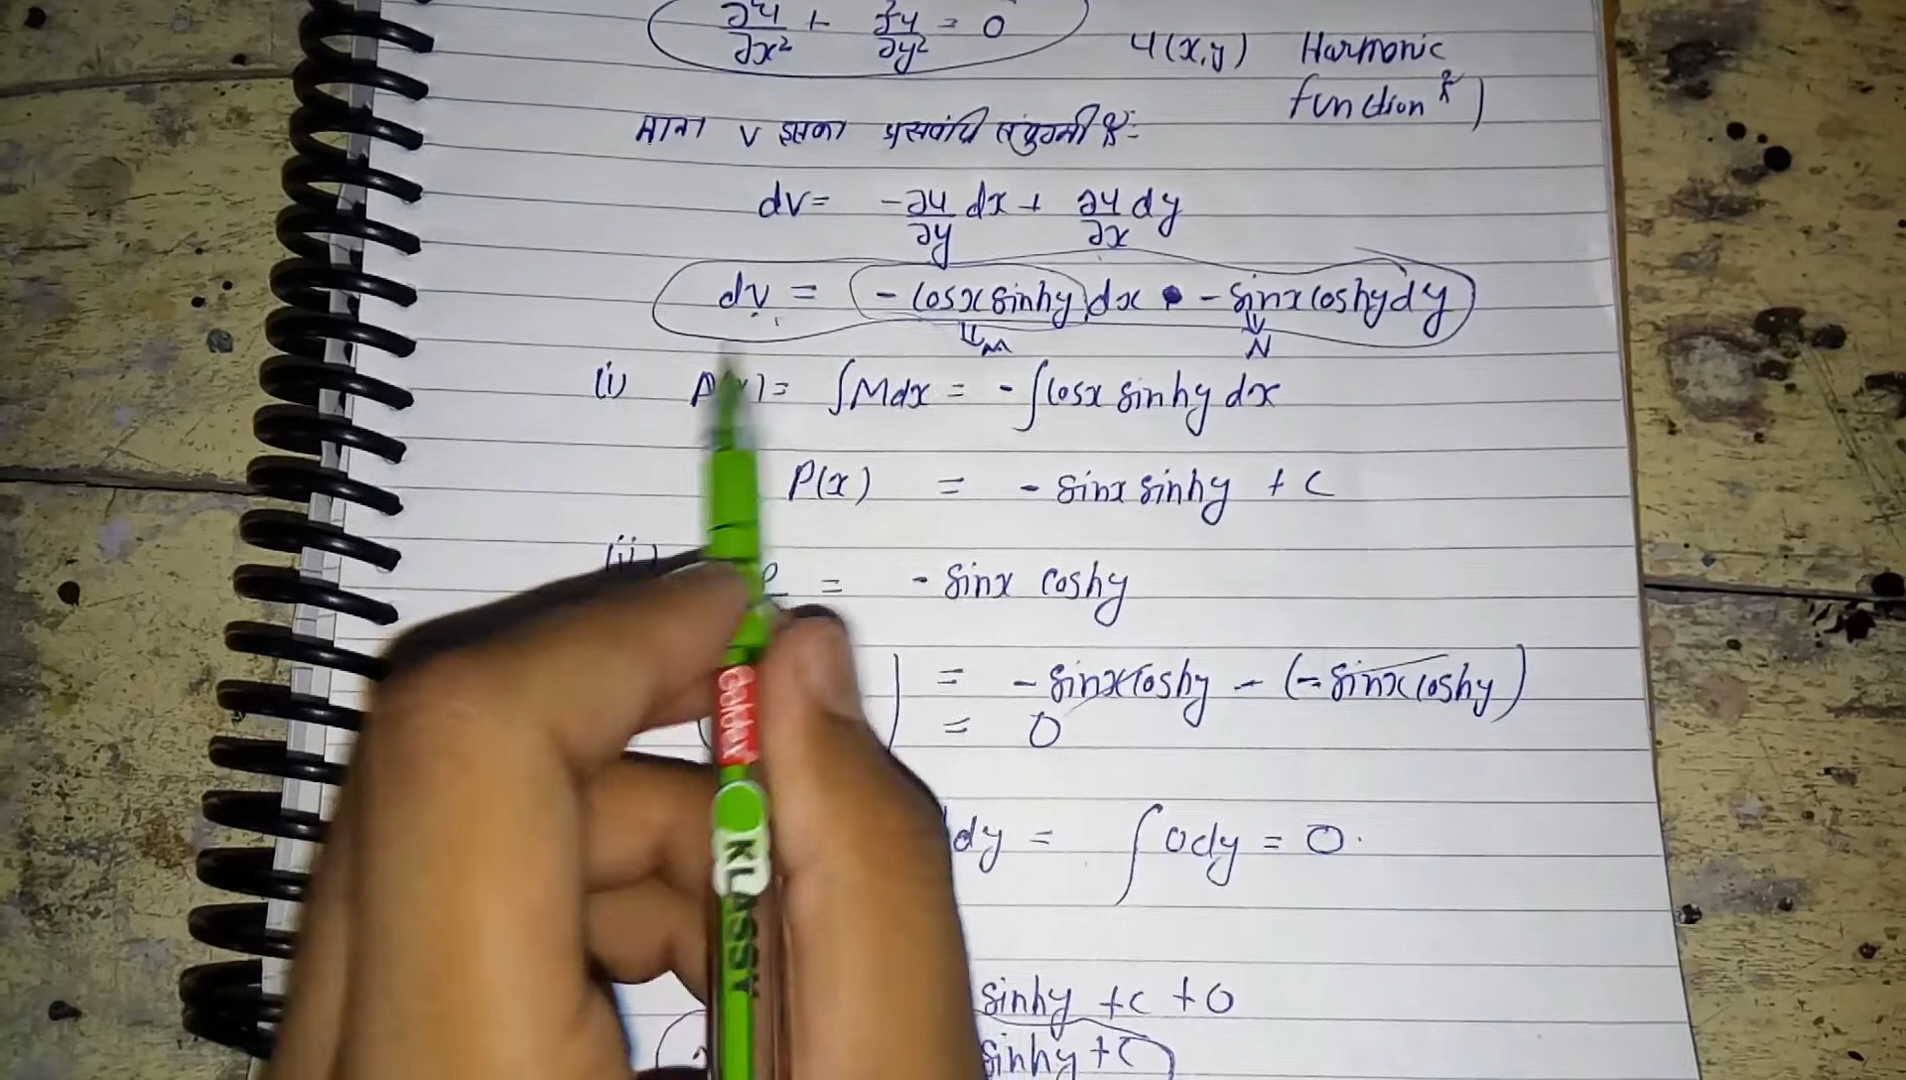 ∂²u/∂x² + ∂²u/∂y² = 0
u(x,y) Harmonic
function है)
माना v इसका प्रसंवादि संयुग्मी है:-
dv = -∂u/∂y dx + ∂u/∂x dy
dv = -cosx sinhy dx - sinx coshy dy
M N
(i) P(x) = ∫Mdx = -∫cosx sinhy dx
P(x) = -sinx sinhy + c
(ii) = -sinx coshy
= -sinx coshy - (-sinx coshy)
= 0
dy = ∫0dy = 0.
sinhy + c + 0
sinhy + c
Goldex
KLASSY